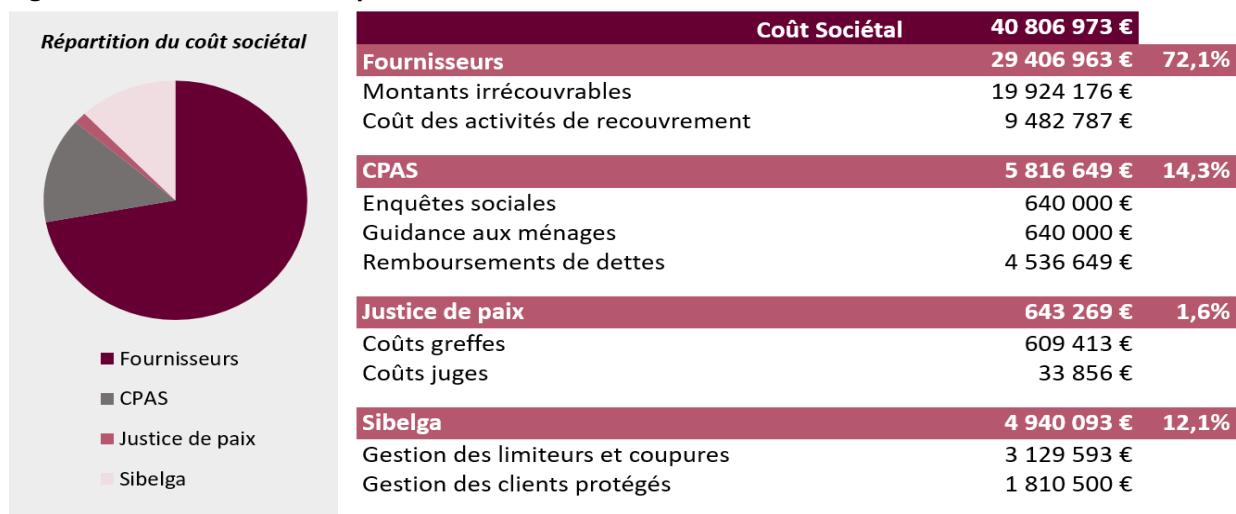 Répartition du coût sociétal
Fournisseurs
CPAS
Justice de paix
Sibelga
Coût Sociétal 40 806 973 €
Fournisseurs 29 406 963 € 72,1%
Montants irrécouvrables 19 924 176 €
Coût des activités de recouvrement 9 482 787 €
CPAS 5 816 649 € 14,3%
Enquêtes sociales 640 000 €
Guidance aux ménages 640 000 €
Remboursements de dettes 4 536 649 €
Justice de paix 643 269 € 1,6%
Coûts greffes 609 413 €
Coûts juges 33 856 €
Sibelga 4 940 093 € 12,1%
Gestion des limiteurs et coupures 3 129 593 €
Gestion des clients protégés 1 810 500 €